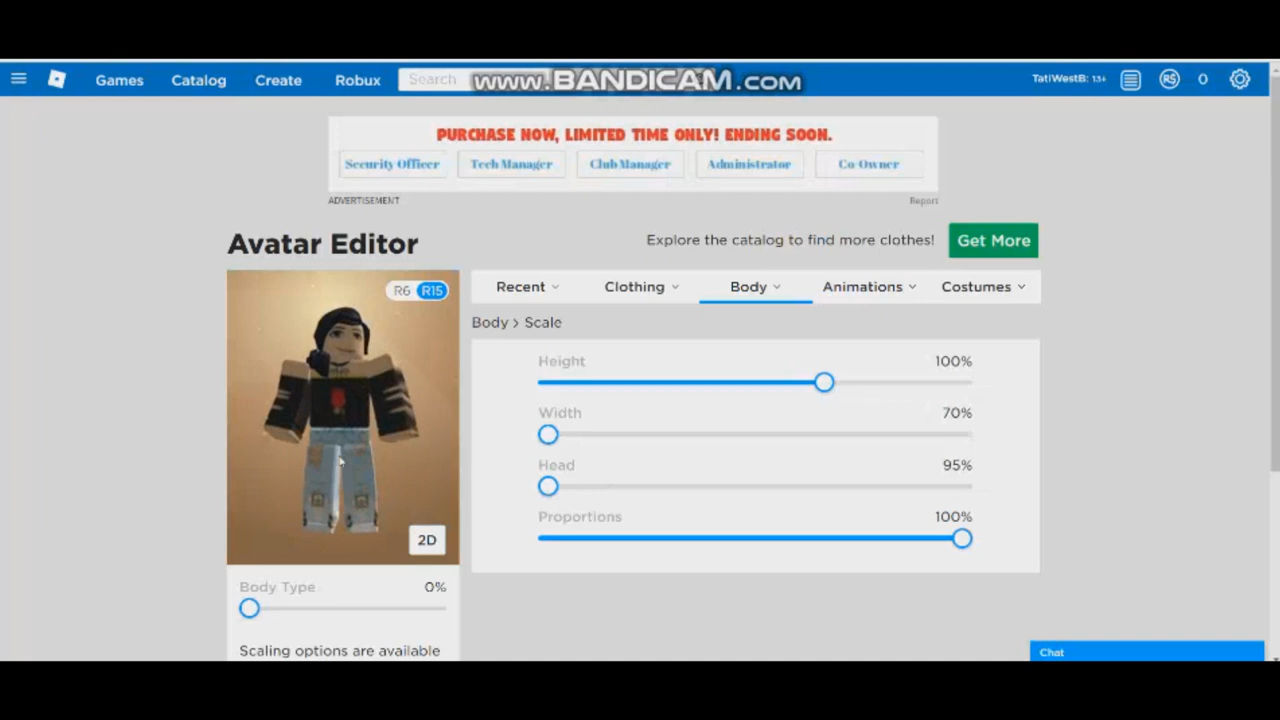 Games Catalog Create Robux Search www.BANDICAM.com TatiWestB: 13+ R$ 0
PURCHASE NOW, LIMITED TIME ONLY! ENDING SOON.
Security Officer Tech Manager Club Manager Administrator Co-Owner
ADVERTISEMENT Report
Avatar Editor Explore the catalog to find more clothes! Get More
R6 R15 Recent Clothing Body Animations Costumes
Body > Scale
Height 100%
Width 70%
Head 95%
Proportions 100%
2D
Body Type 0%
Scaling options are available
Chat